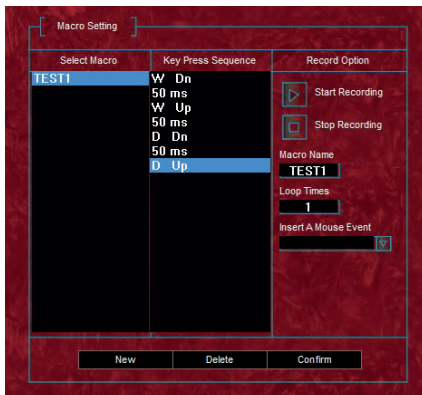 Macro Setting
Select Macro
Key Press Sequence
Record Option
TEST1
W Dn
50 ms
W Up
50 ms
D Dn
50 ms
D Up
Start Recording
Stop Recording
Macro Name
TEST1
Loop Times
1
Insert A Mouse Event
New
Delete
Confirm